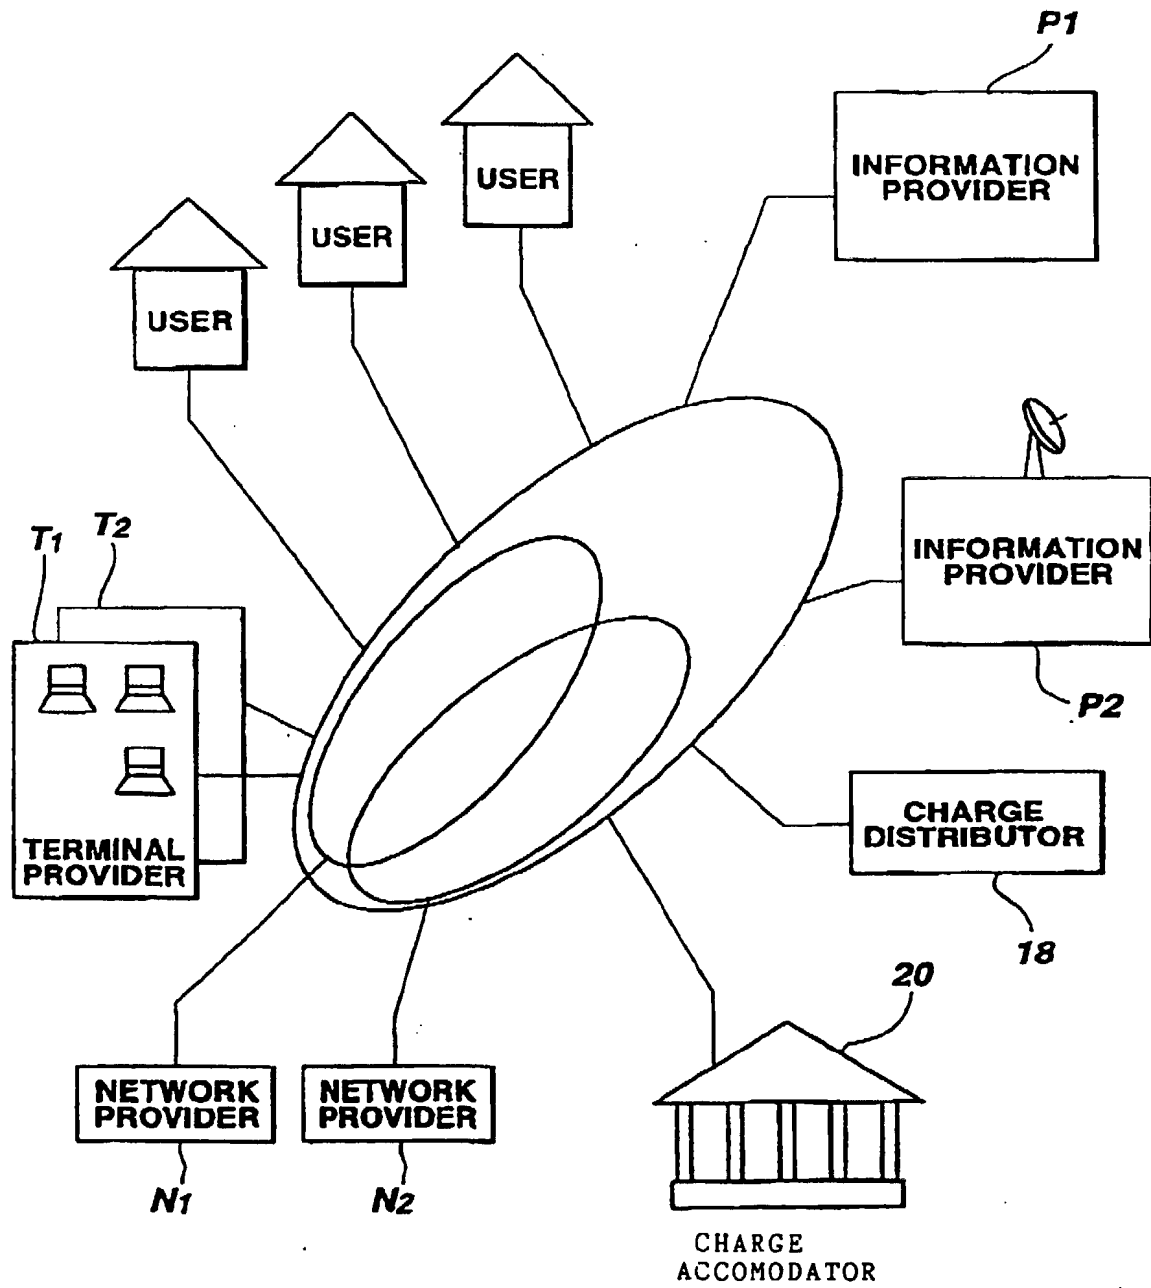 P1
INFORMATION
PROVIDER
USER
USER
USER
T1
T2
INFORMATION
PROVIDER
P2
TERMINAL
PROVIDER
CHARGE
DISTRIBUTOR
18
20
NETWORK
PROVIDER
NETWORK
PROVIDER
N1
N2
CHARGE
ACCOMODATOR